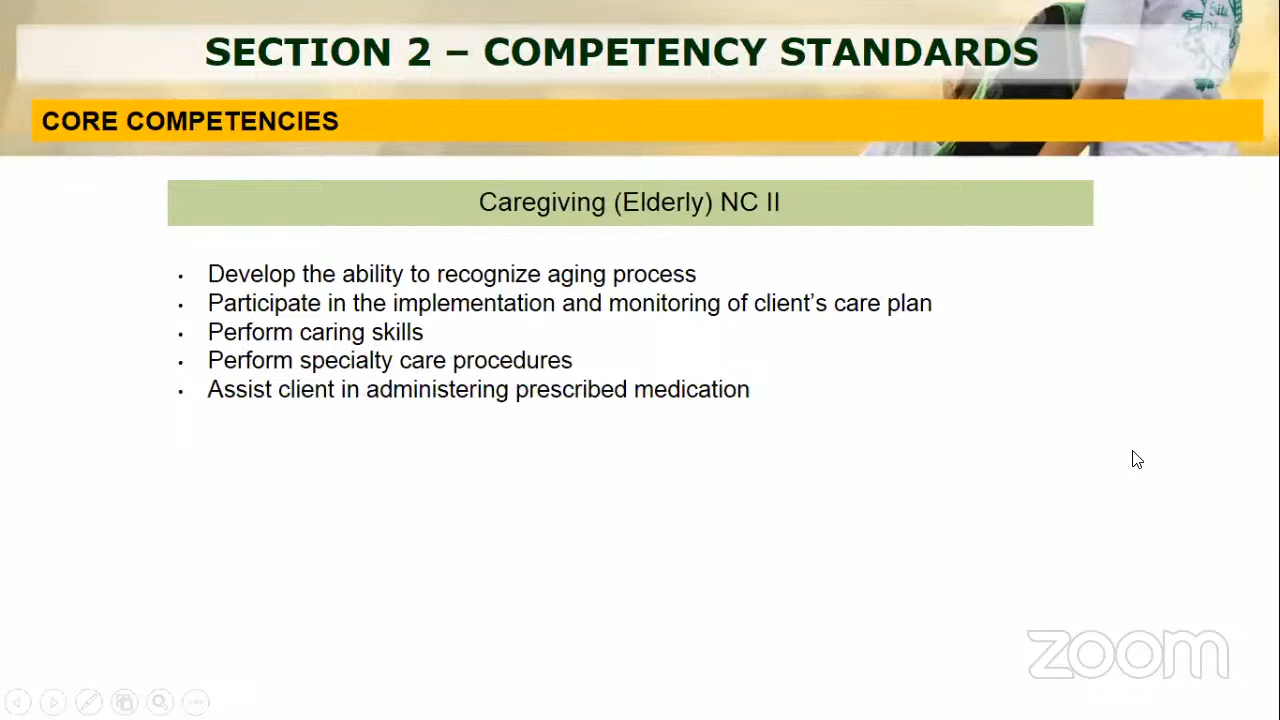 SECTION 2 – COMPETENCY STANDARDS
CORE COMPETENCIES
Caregiving (Elderly) NC II
• Develop the ability to recognize aging process
• Participate in the implementation and monitoring of client’s care plan
• Perform caring skills
• Perform specialty care procedures
• Assist client in administering prescribed medication
zoom